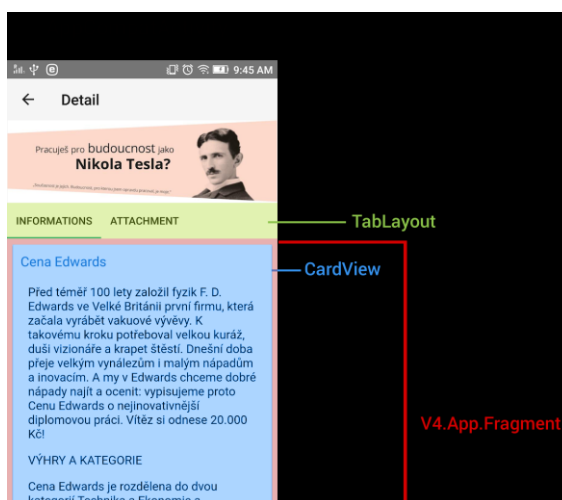 9:45 AM
Detail
Pracuješ pro budoucnost jako
Nikola Tesla?
INFORMATIONS ATTACHMENT
TabLayout
Cena Edwards
CardView
Před téměř 100 lety založil fyzik F. D.
Edwards ve Velké Británii první firmu, která
začala vyrábět vakuové vývěvy. K
takovému kroku potřeboval velkou kuráž,
duši vizionáře a krapet štěstí. Dnešní doba
přeje velkým vynálezům i malým nápadům
a inovacím. A my v Edwards chceme dobré
nápady najít a ocenit: vypisujeme proto
Cenu Edwards o nejinovativnější
diplomovou práci. Vítěz si odnese 20.000
Kč!
V4.App.Fragment
VÝHRY A KATEGORIE
Cena Edwards je rozdělena do dvou
kategorií Technika a Ekonomie a